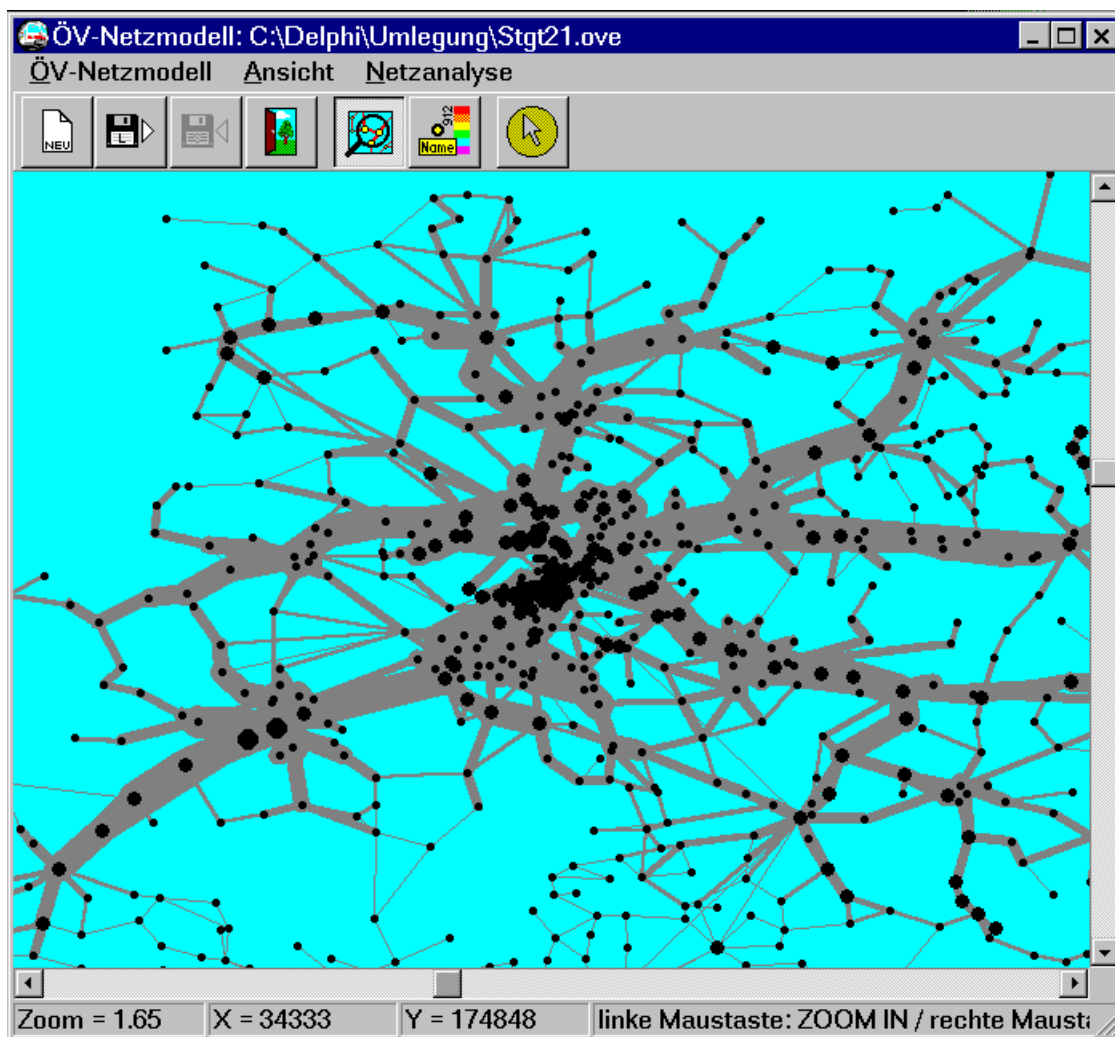 ÖV-Netzmodell: C:\Delphi\Umlegung\Stgt21.ove
ÖV-Netzmodell Ansicht Netzanalyse
NEU L 912
Name
Zoom = 1.65 X = 34333 Y = 174848 linke Maustaste: ZOOM IN / rechte Mausta